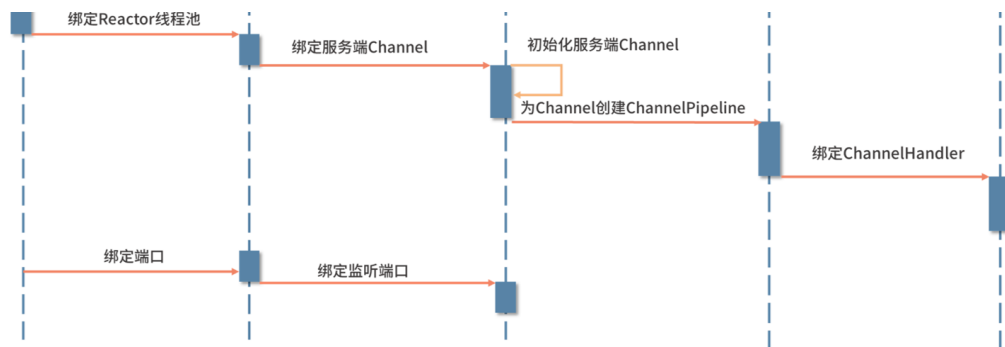 绑定Reactor线程池
绑定服务端Channel
初始化服务端Channel
为Channel创建ChannelPipeline
绑定ChannelHandler
绑定端口
绑定监听端口